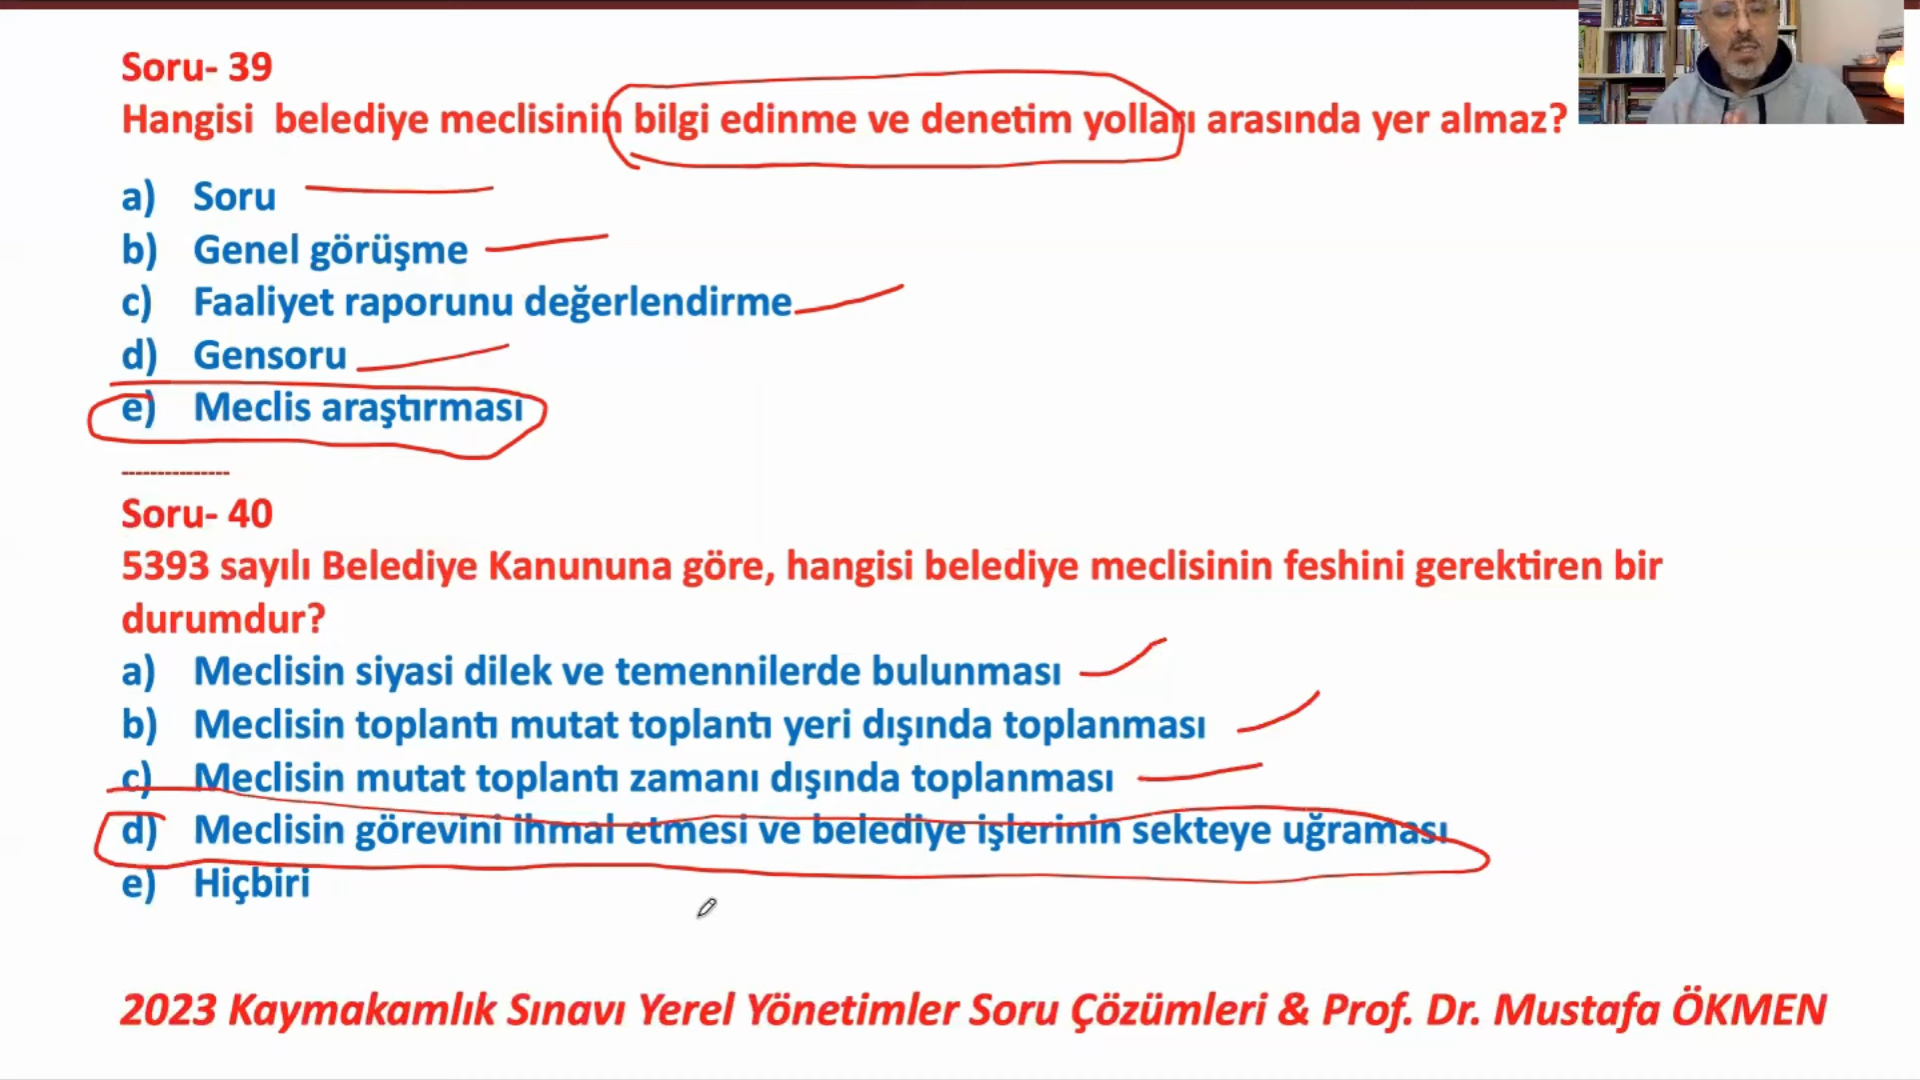 Soru- 39
Hangisi belediye meclisinin bilgi edinme ve denetim yolları arasında yer almaz?
a) Soru
b) Genel görüşme
c) Faaliyet raporunu değerlendirme
d) Gensoru
e) Meclis araştırması
---------------
Soru- 40
5393 sayılı Belediye Kanununa göre, hangisi belediye meclisinin feshini gerektiren bir
durumdur?
a) Meclisin siyasi dilek ve temennilerde bulunması
b) Meclisin toplantı mutat toplantı yeri dışında toplanması
c) Meclisin mutat toplantı zamanı dışında toplanması
d) Meclisin görevini ihmal etmesi ve belediye işlerinin sekteye uğraması
e) Hiçbiri
2023 Kaymakamlık Sınavı Yerel Yönetimler Soru Çözümleri & Prof. Dr. Mustafa ÖKMEN